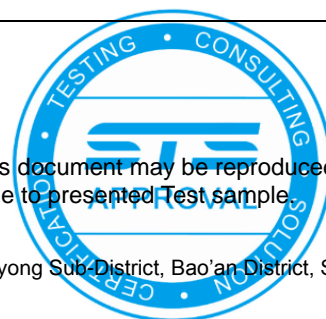 TESTING • CONSULTING • SOLUTION • CERTIFICATION
STS
APPROVAL
s document may be reproduced
e to presented Test sample.
yong Sub-District, Bao'an District, S